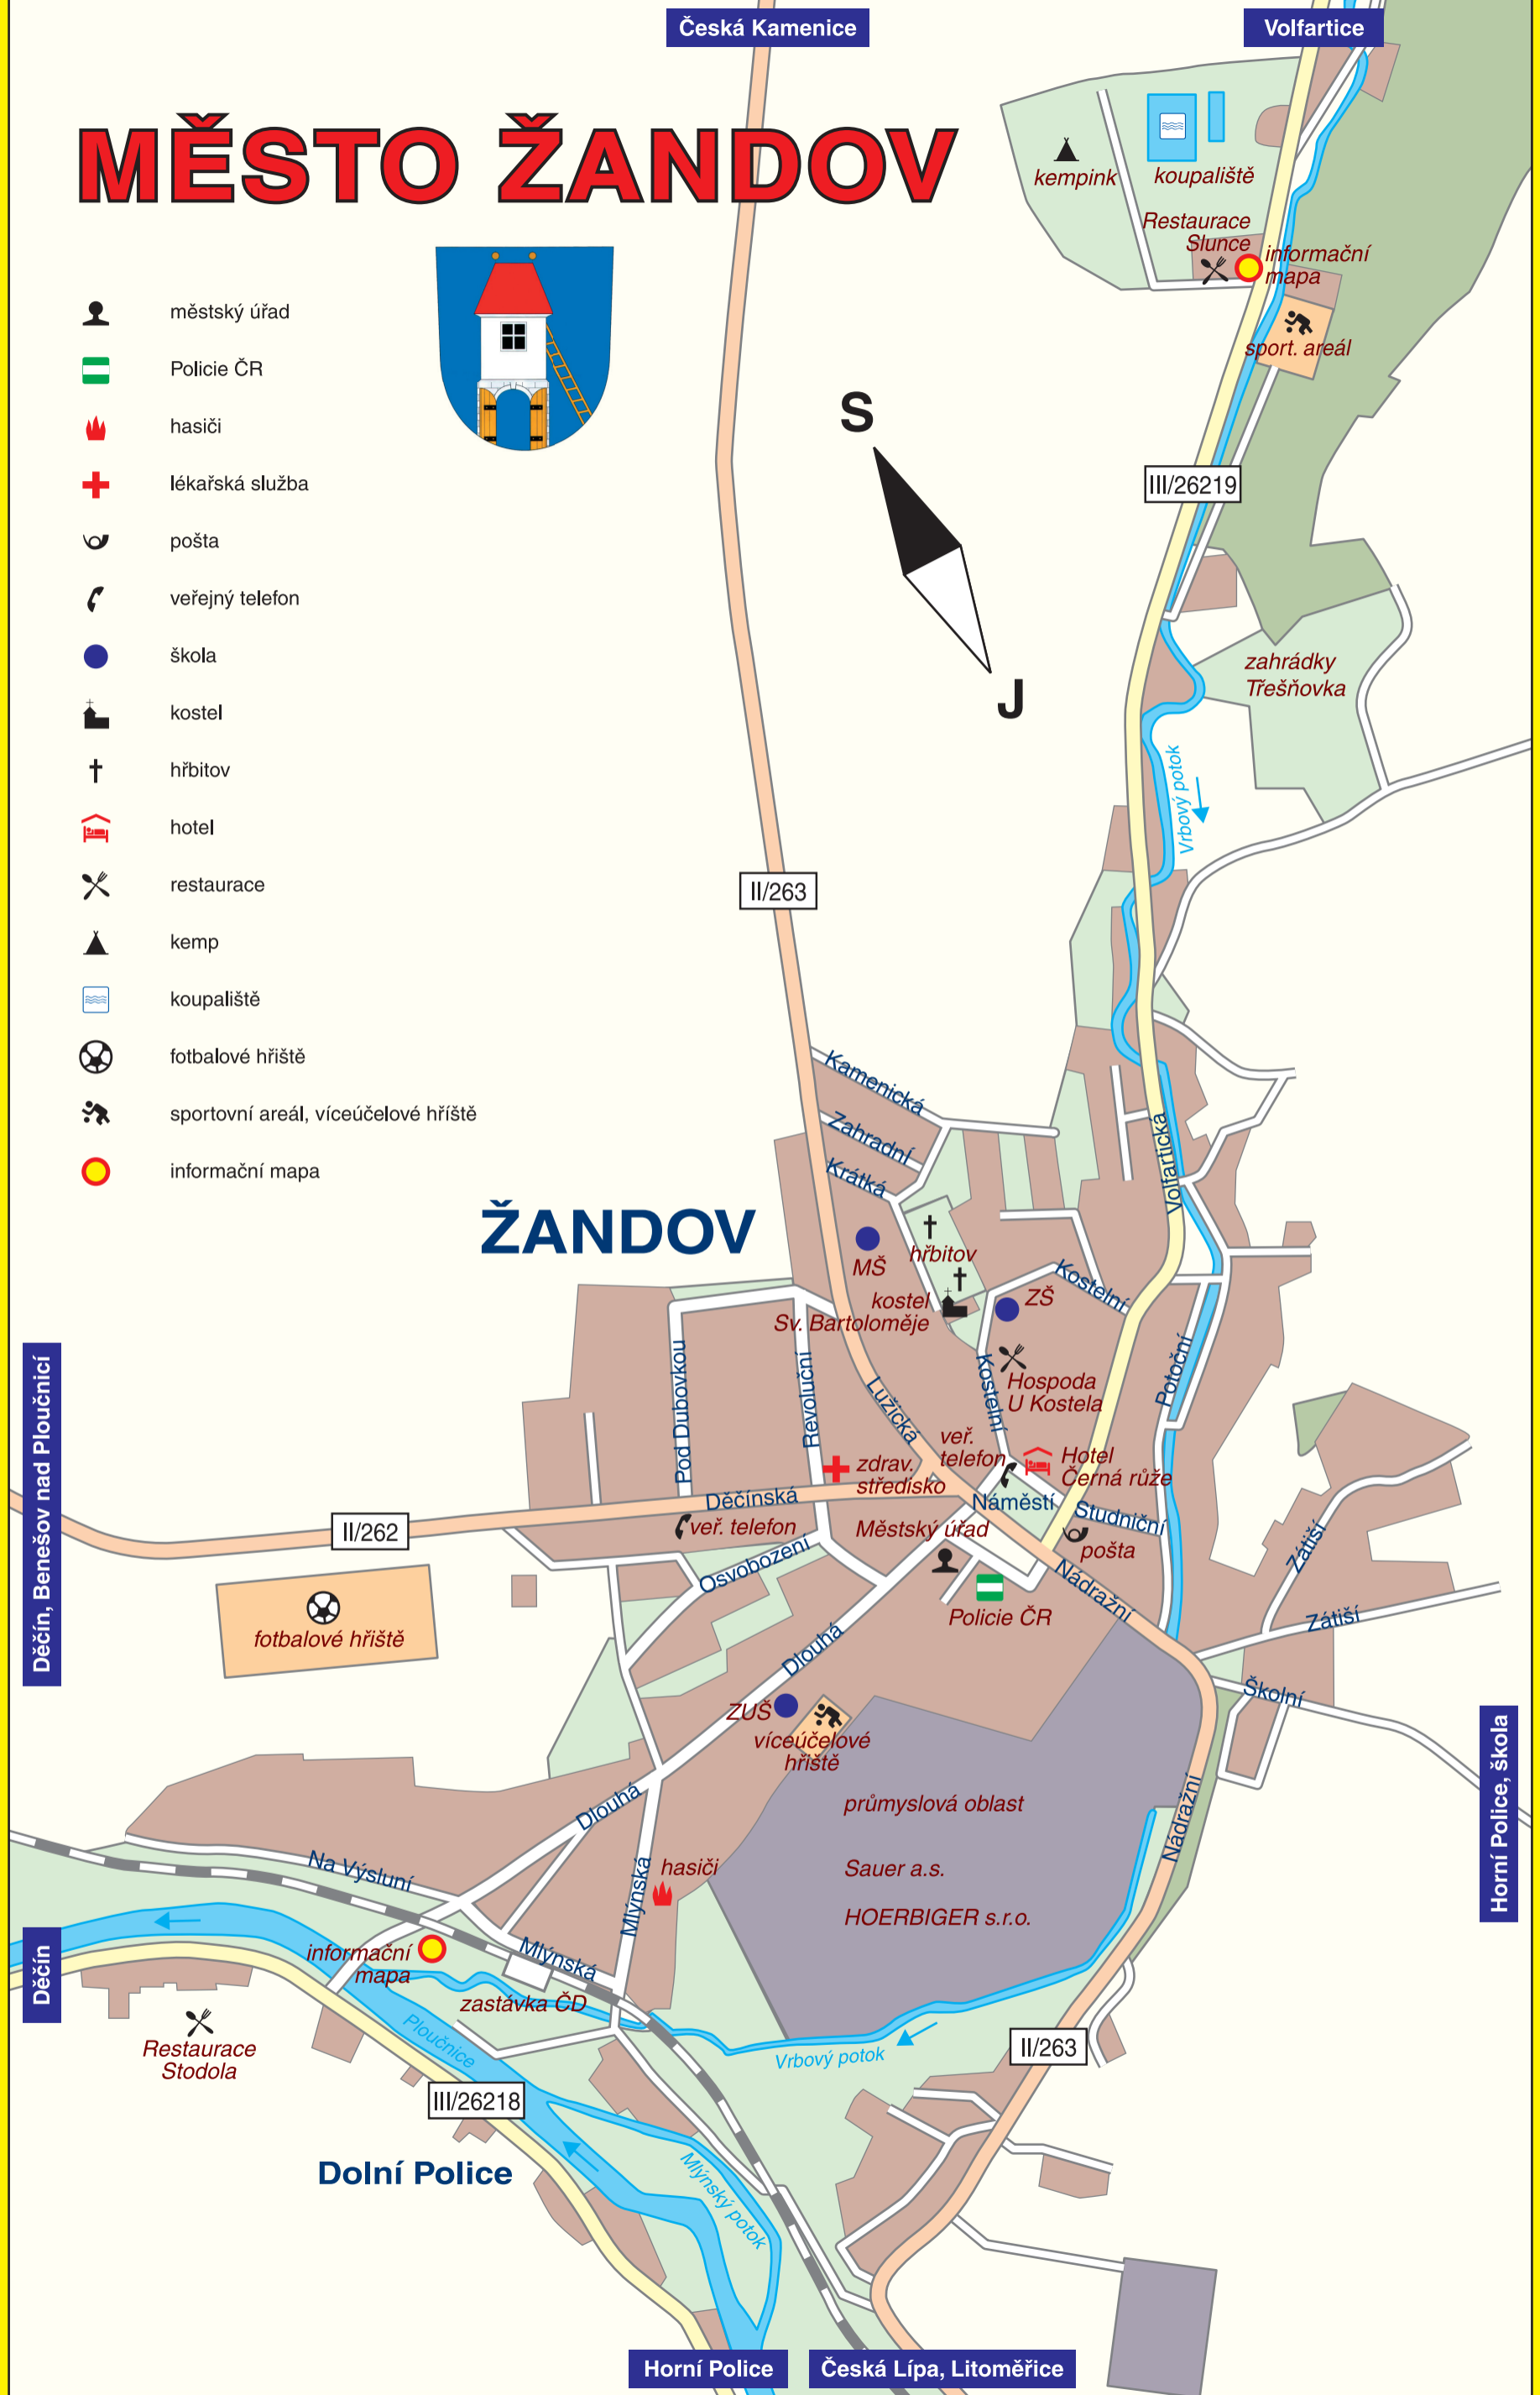 Česká Kamenice
Volfartice
MĚSTO ŽANDOV
městský úřad
Policie ČR
hasiči
lékařská služba
pošta
veřejný telefon
škola
kostel
hřbitov
hotel
restaurace
kemp
koupaliště
fotbalové hřiště
sportovní areál, víceúčelové hříště
informační mapa
kempink
koupaliště
Restaurace
Slunce
informační
mapa
sport. areál
S
J
III/26219
zahrádky
Třešňovka
Vrbový potok
II/263
Kamenická
Zahradní
Krátká
Volfartická
ŽANDOV
MŠ
hřbitov
kostel
Sv. Bartoloměje
ZŠ
Kostelní
Kostelní
Hospoda
U Kostela
Potoční
Pod Dubovkou
Revoluční
Lužická
veř.
telefon
Hotel
Černá růže
zdrav.
středisko
Děčínská
Náměstí
Studniční
II/262
veř. telefon
Městský úřad
pošta
Osvobození
Nádražní
Policie ČR
Zátiší
Zátiší
Školní
Děčín, Benešov nad Ploučnicí
fotbalové hřiště
Dlouhá
ZUŠ
víceúčelové
hřiště
průmyslová oblast
Sauer a.s.
HOERBIGER s.r.o.
Nádražní
Horní Police, škola
Dlouhá
Na Výsluní
hasiči
Mlýnská
Mlýnská
informační
mapa
zastávka ČD
Děčín
Restaurace
Stodola
Ploučnice
Vrbový potok
II/263
III/26218
Dolní Police
Mlýnský potok
Horní Police
Česká Lípa, Litoměřice